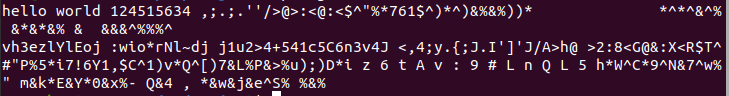 hello world 124515634 ,;.;.''/>@>:<@:<$^"%*761$^)*^)&%&%))*      *^*^&^%
 &*&*&% &  &&&^%%%^
vh3ezlYlEoj :wio*rNl~dj j1u2>4+541c5C6n3v4J <,4;y.{;J.I']'J/A>h@ >2:8<G@&:X<R$T^
#"P%5*i7!6Y1,$C^1)v*Q^[)7&L%P&>%u);)D*i z 6 t A v : 9 # L n Q L 5 h*W^C*9^N&7^w%
" m&k*E&Y*0&x%- Q&4 , *&w&j&e^S% %&%